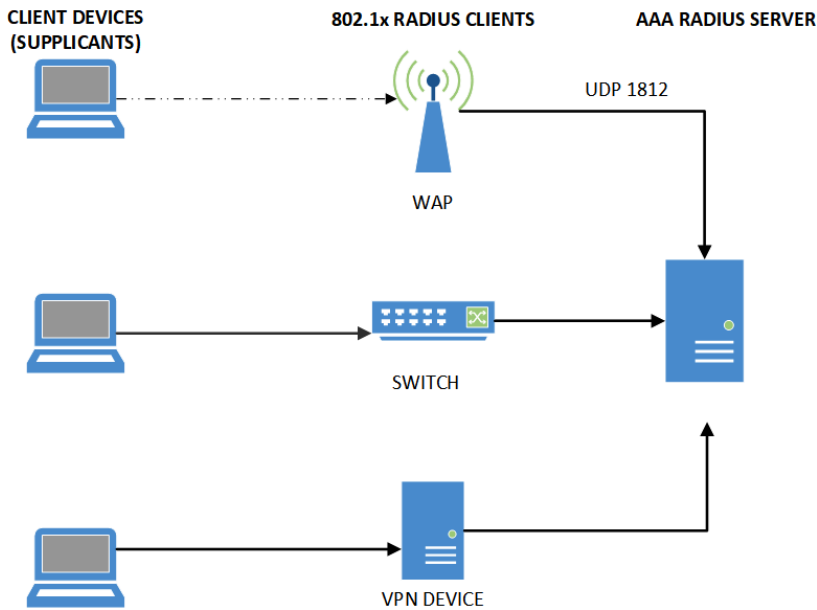 CLIENT DEVICES
(SUPPLICANTS)
802.1x RADIUS CLIENTS
AAA RADIUS SERVER
UDP 1812
WAP
SWITCH
VPN DEVICE